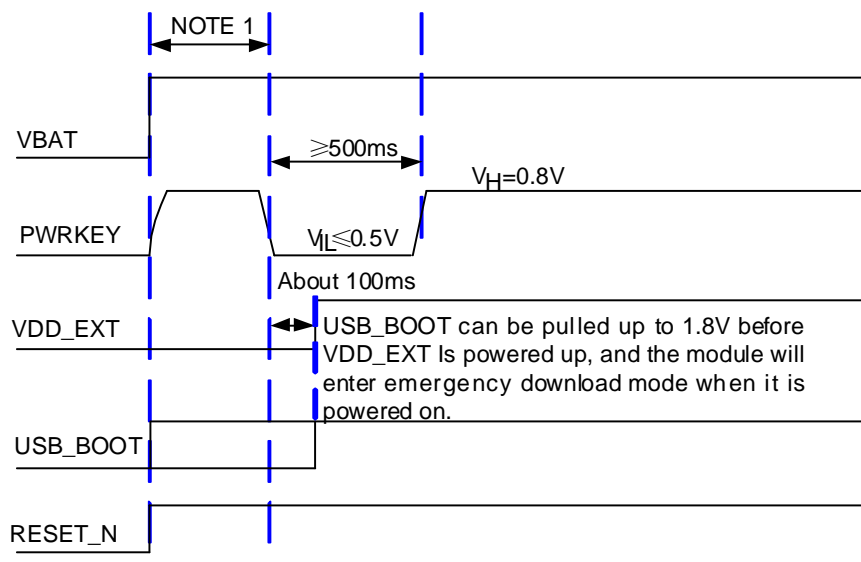 NOTE 1
VBAT
≥500ms
VH=0.8V
PWRKEY
VIL≤0.5V
About 100ms
VDD_EXT
USB_BOOT can be pulled up to 1.8V before
VDD_EXT Is powered up, and the module will
enter emergency download mode when it is
powered on.
USB_BOOT
RESET_N